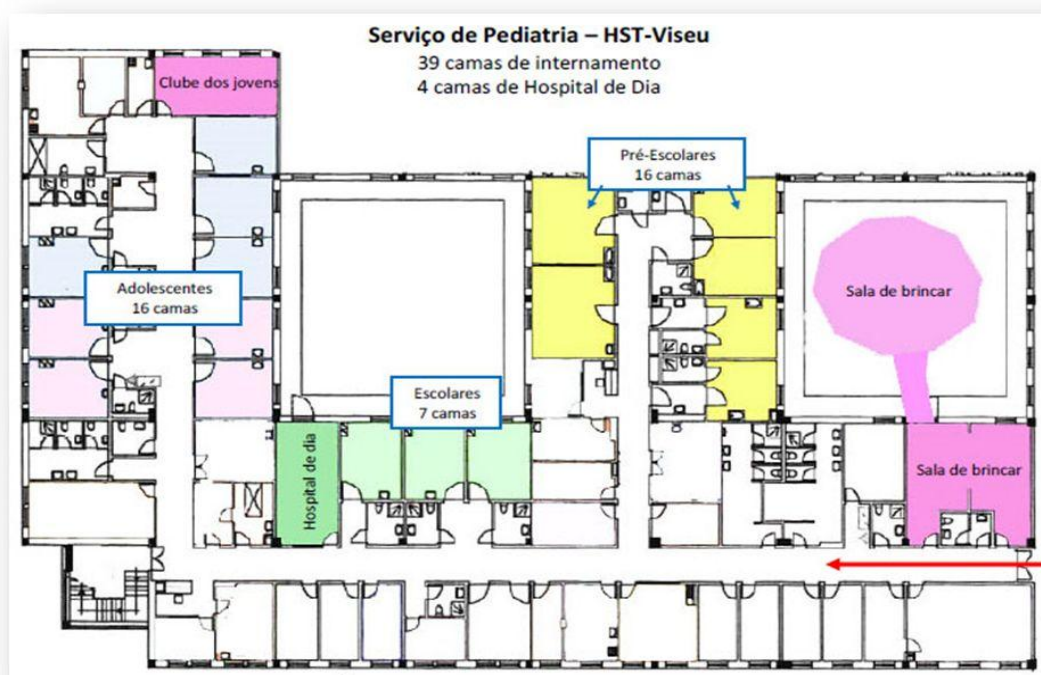 Serviço de Pediatria – HST-Viseu
39 camas de internamento
4 camas de Hospital de Dia
Clube dos jovens
Pré-Escolares
16 camas
Adolescentes
16 camas
Sala de brincar
Escolares
7 camas
Hospital de dia
Sala de brincar